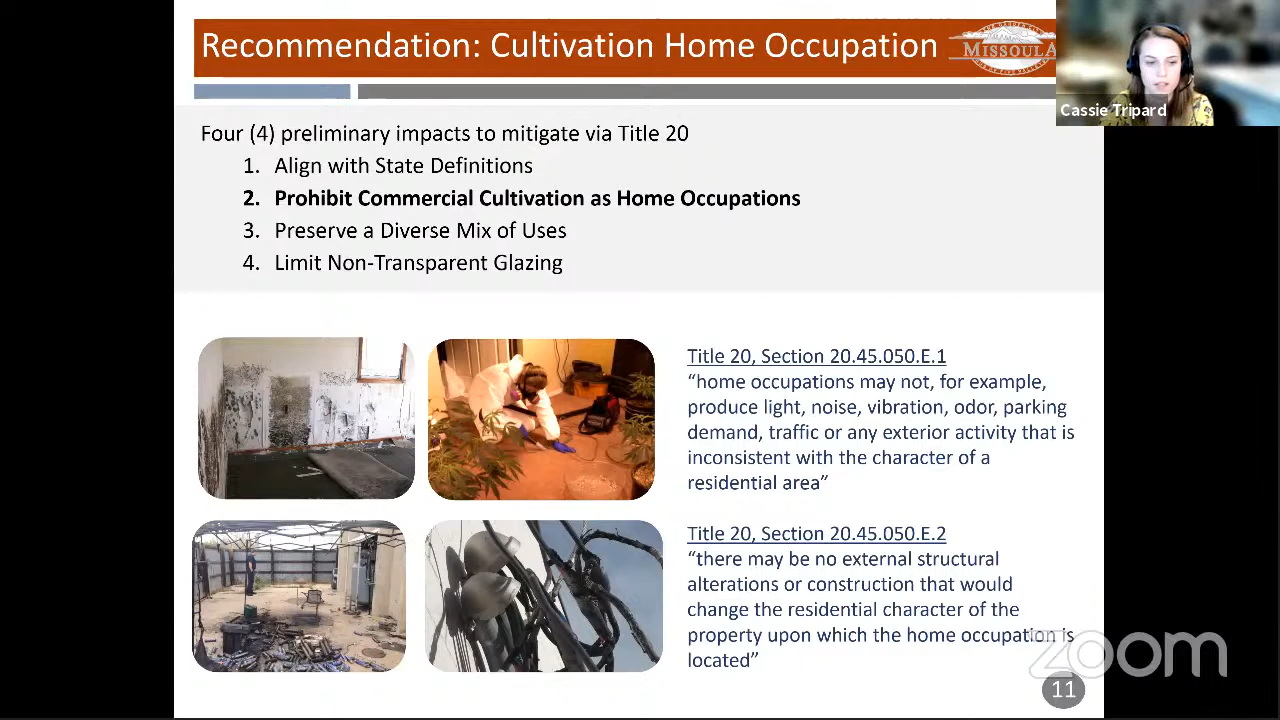 Recommendation: Cultivation Home Occupation
MISSOULA
Cassie Tripard
Four (4) preliminary impacts to mitigate via Title 20
1. Align with State Definitions
2. Prohibit Commercial Cultivation as Home Occupations
3. Preserve a Diverse Mix of Uses
4. Limit Non-Transparent Glazing
Title 20, Section 20.45.050.E.1
“home occupations may not, for example,
produce light, noise, vibration, odor, parking
demand, traffic or any exterior activity that is
inconsistent with the character of a
residential area”
Title 20, Section 20.45.050.E.2
“there may be no external structural
alterations or construction that would
change the residential character of the
property upon which the home occupation is
located”
zoom
11